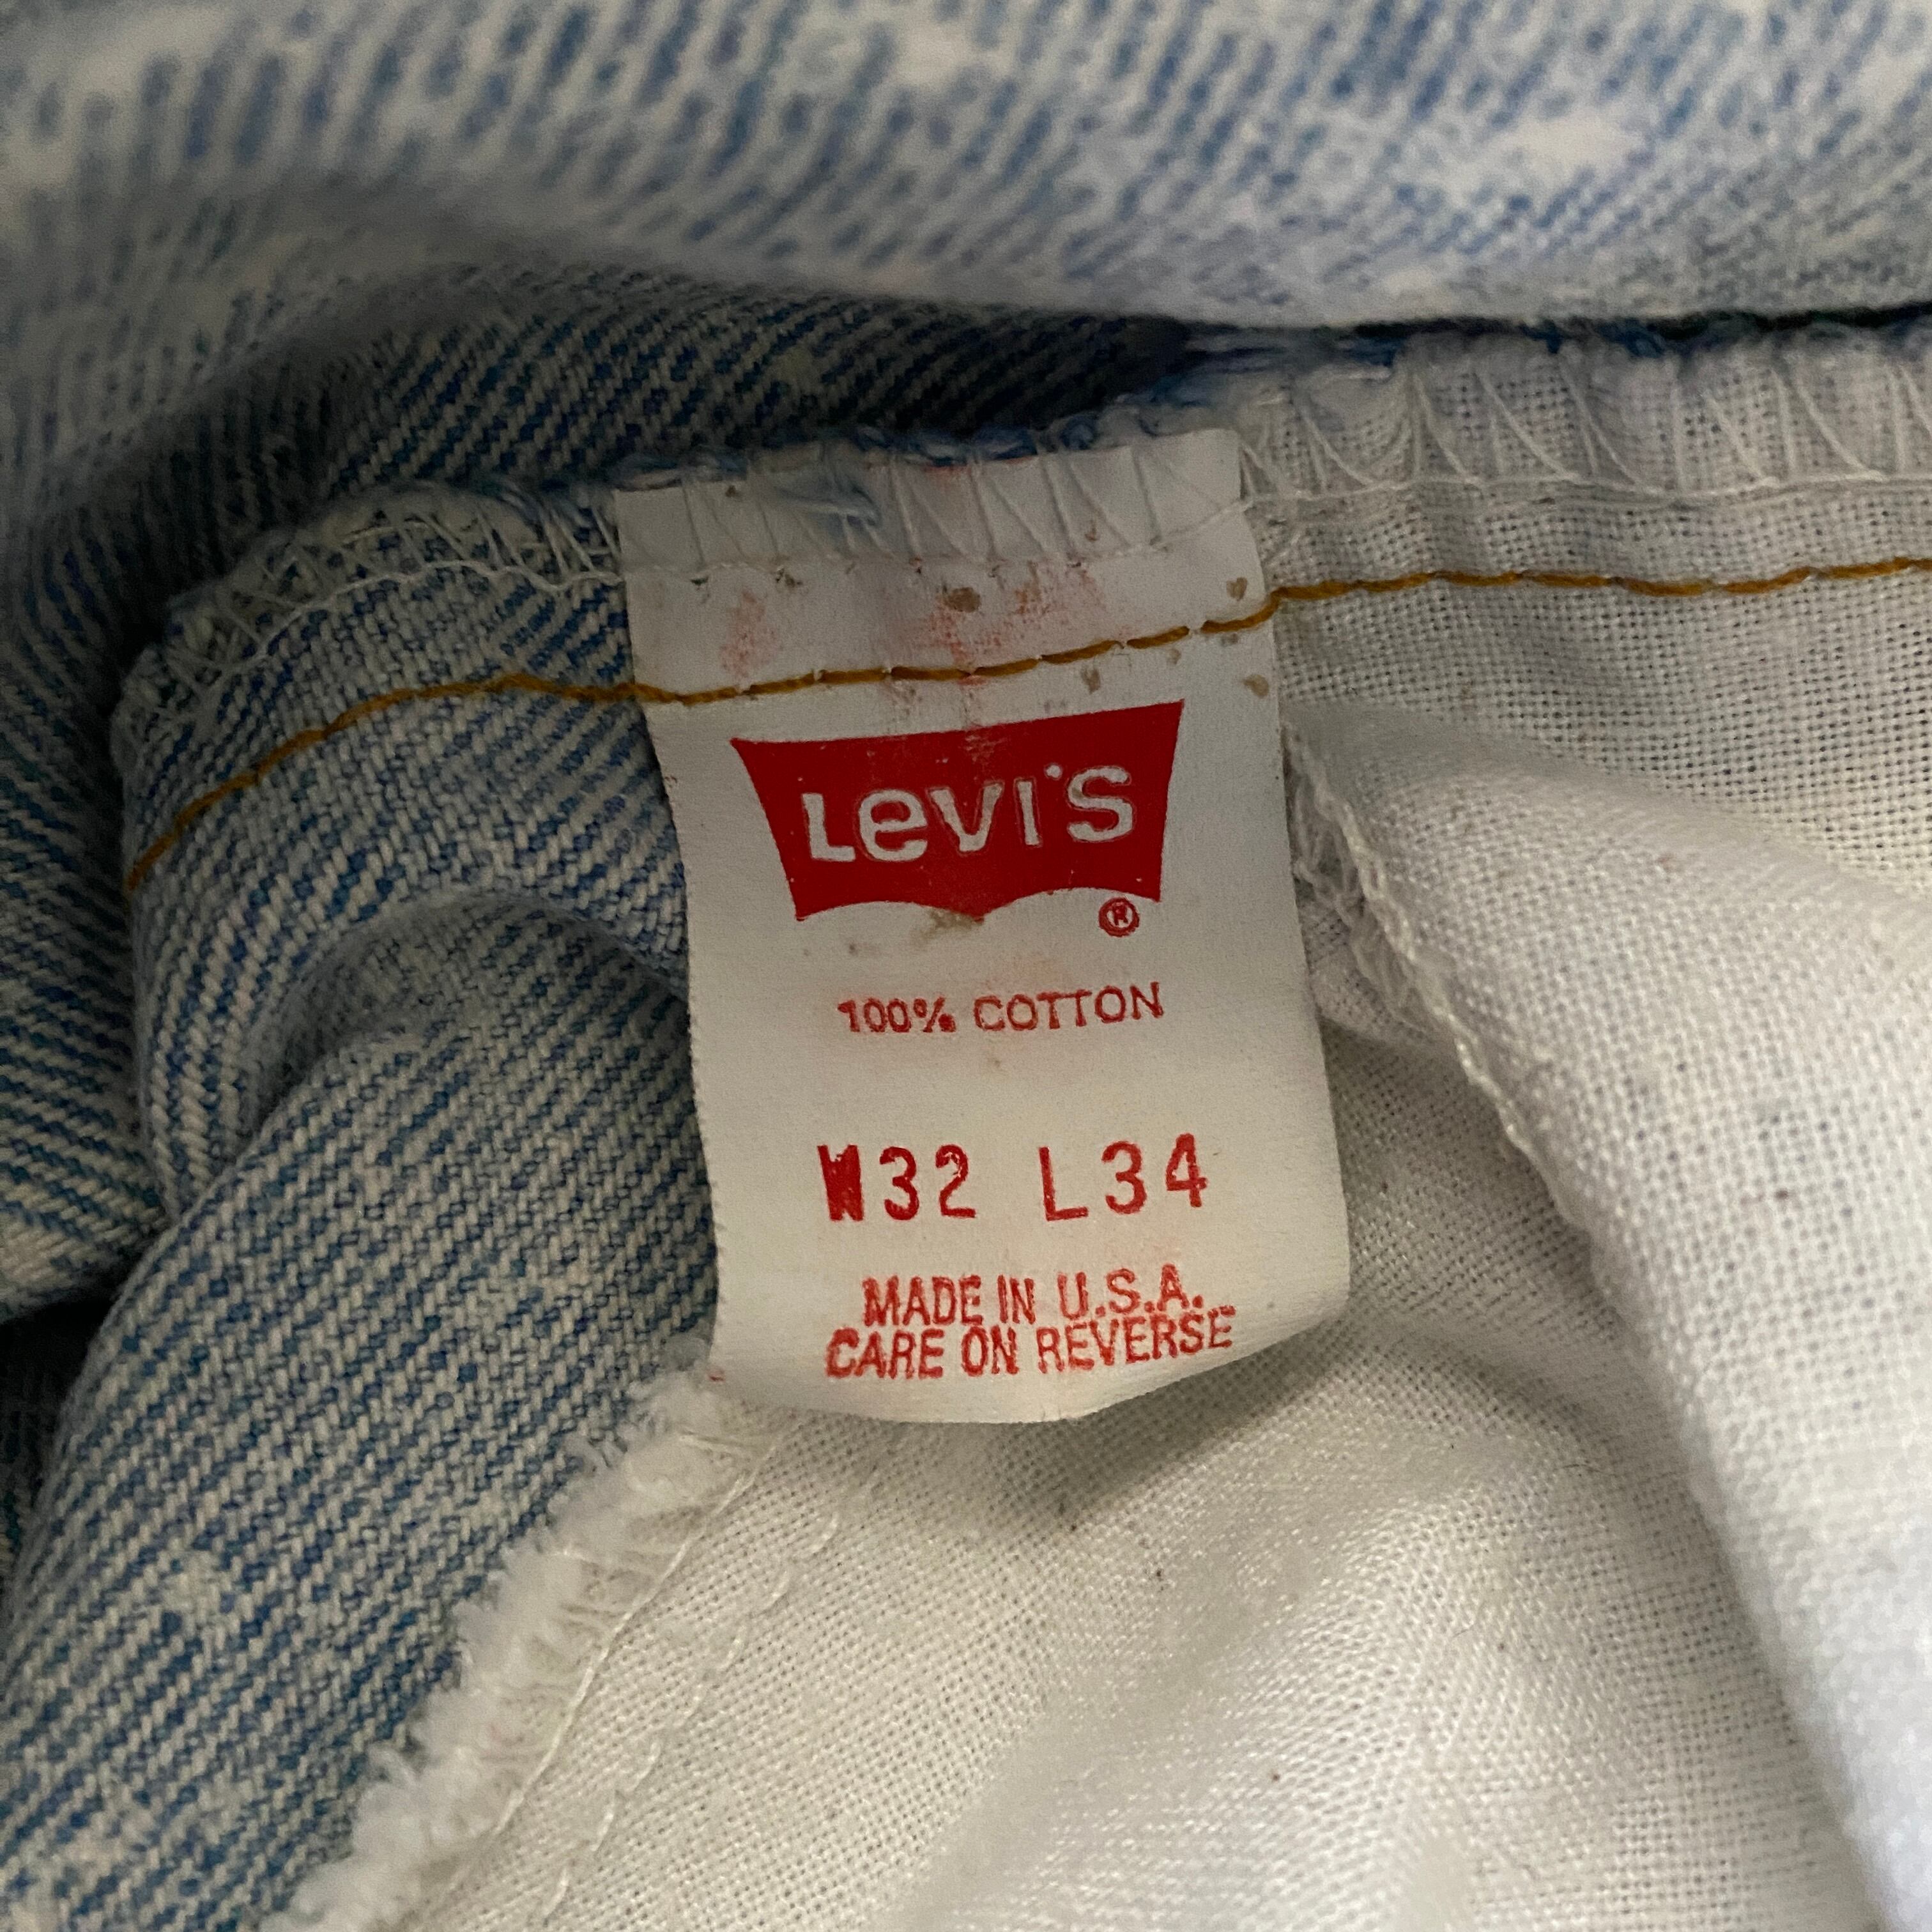 Levi's
®
100% COTTON
W32 L34
MADE IN U.S.A.
CARE ON REVERSE